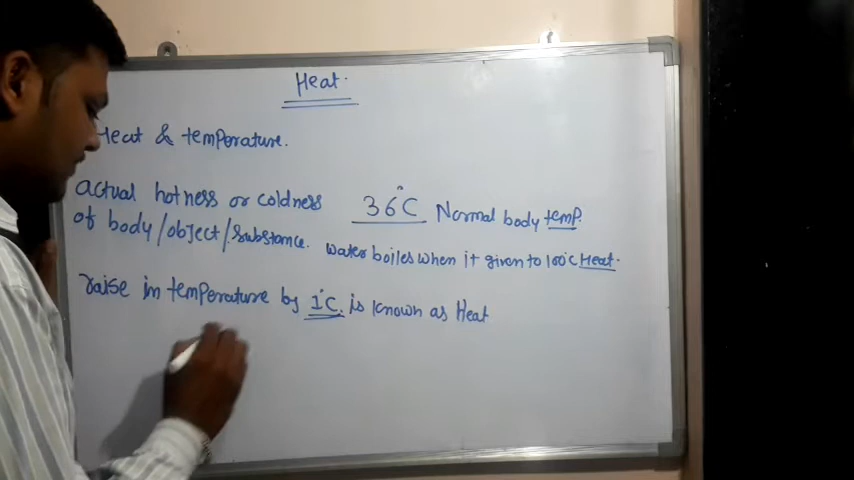 Heat.
Heat & temperature.
actual hotness or coldness
of body/object/substance.
36°C Normal body temp.
water boiles when it given to 100°C Heat.
raise in temperature by 1°C. is known as Heat